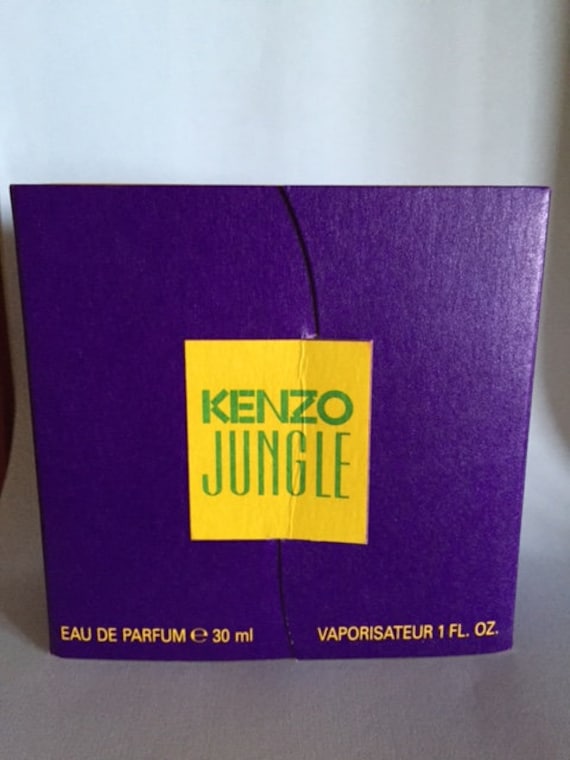 KENZO
JUNGLE
EAU DE PARFUM ℮ 30 ml VAPORISATEUR 1 FL. OZ.